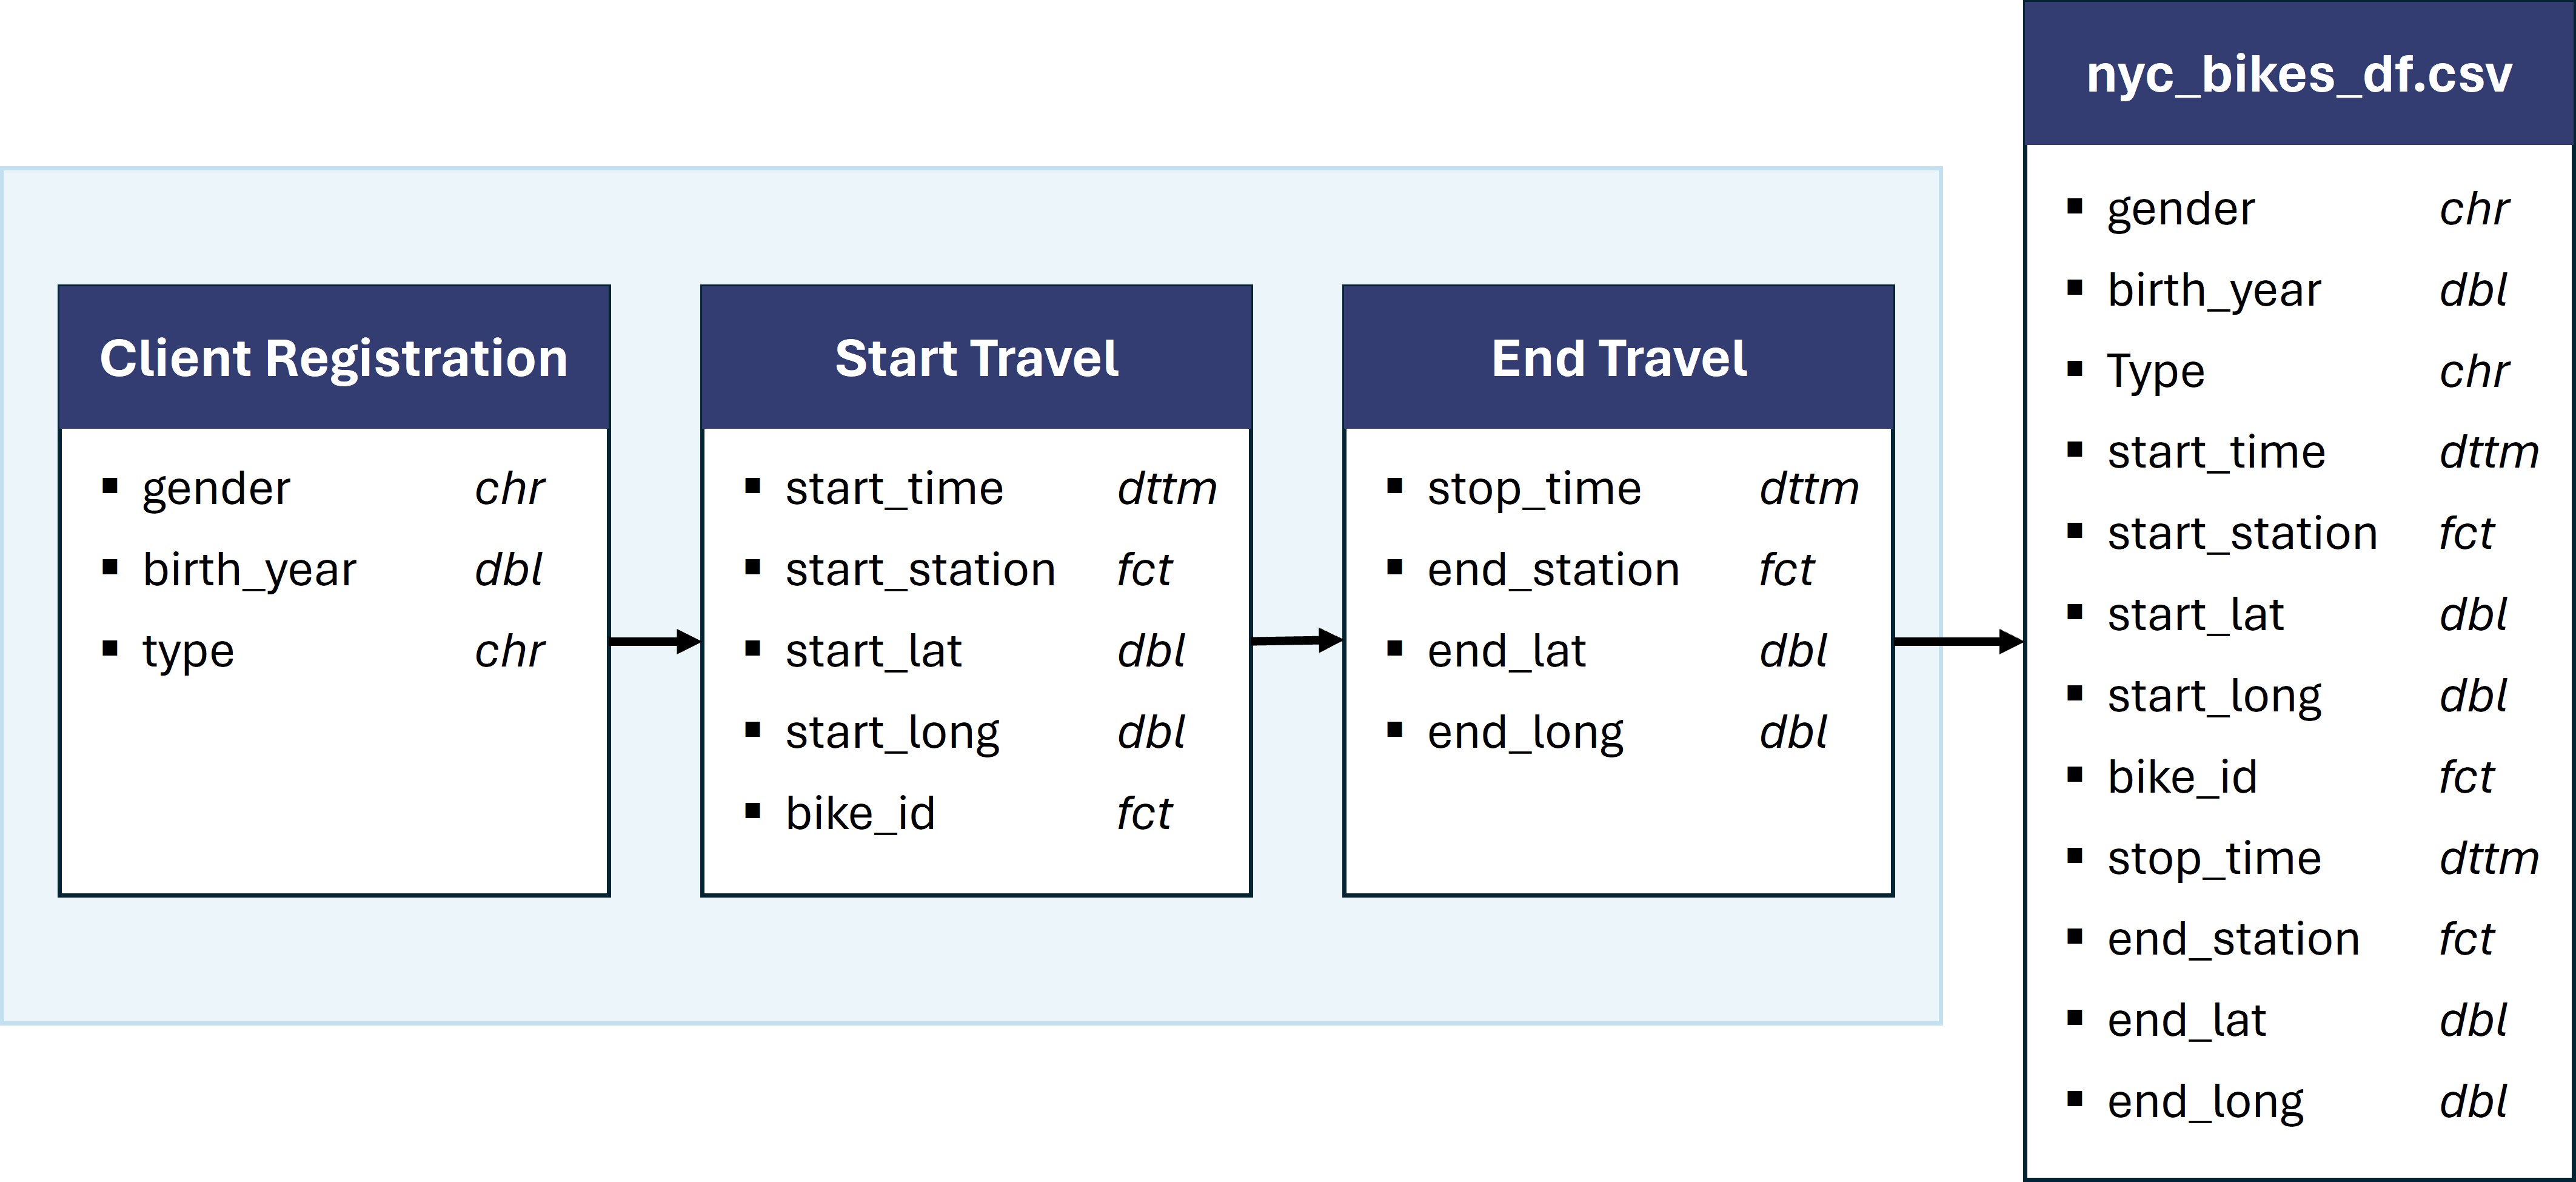 Client Registration
▪ gender chr
▪ birth_year dbl
▪ type chr
Start Travel
▪ start_time dttm
▪ start_station fct
▪ start_lat dbl
▪ start_long dbl
▪ bike_id fct
End Travel
▪ stop_time dttm
▪ end_station fct
▪ end_lat dbl
▪ end_long dbl
nyc_bikes_df.csv
▪ gender chr
▪ birth_year dbl
▪ Type chr
▪ start_time dttm
▪ start_station fct
▪ start_lat dbl
▪ start_long dbl
▪ bike_id fct
▪ stop_time dttm
▪ end_station fct
▪ end_lat dbl
▪ end_long dbl